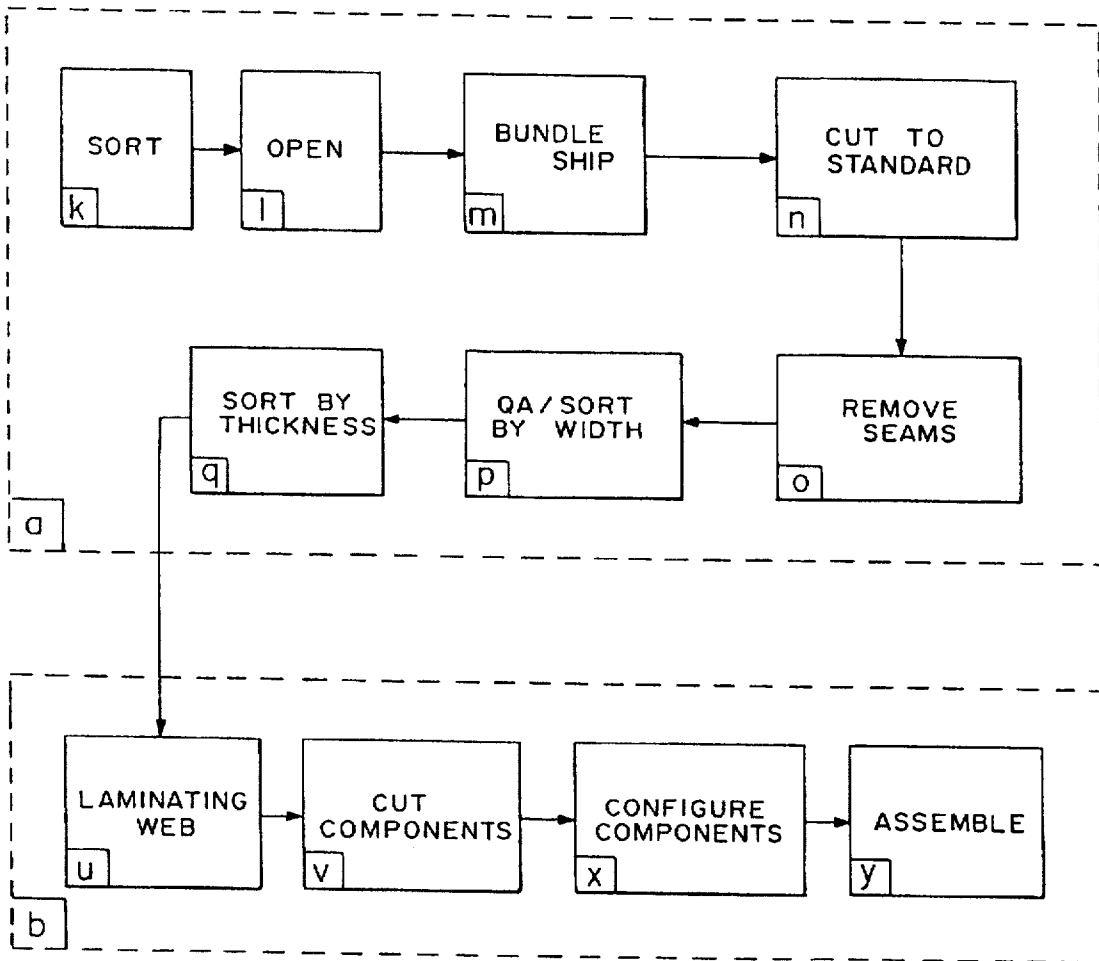 SORT
k
OPEN
l
BUNDLE
SHIP
m
CUT TO
STANDARD
n
REMOVE
SEAMS
o
QA/SORT
BY WIDTH
p
SORT BY
THICKNESS
q
a
LAMINATING
WEB
u
CUT
COMPONENTS
v
CONFIGURE
COMPONENTS
x
ASSEMBLE
y
b